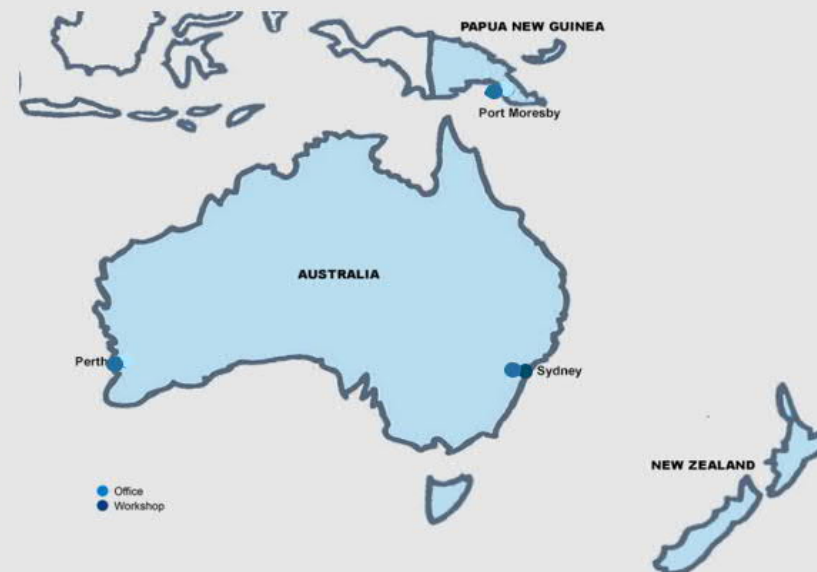 PAPUA NEW GUINEA
Port Moresby
AUSTRALIA
Perth
Sydney
NEW ZEALAND
Office
Workshop